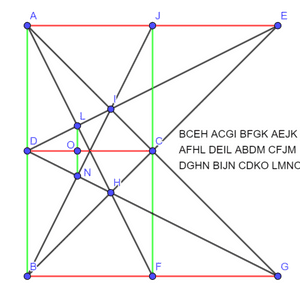 A J E
L I
D O C
N
H
B F G
BCEH ACGI BFGK AEJK
AFHL DEIL ABDM CFJM
DGHN BIJN CDKO LMNO